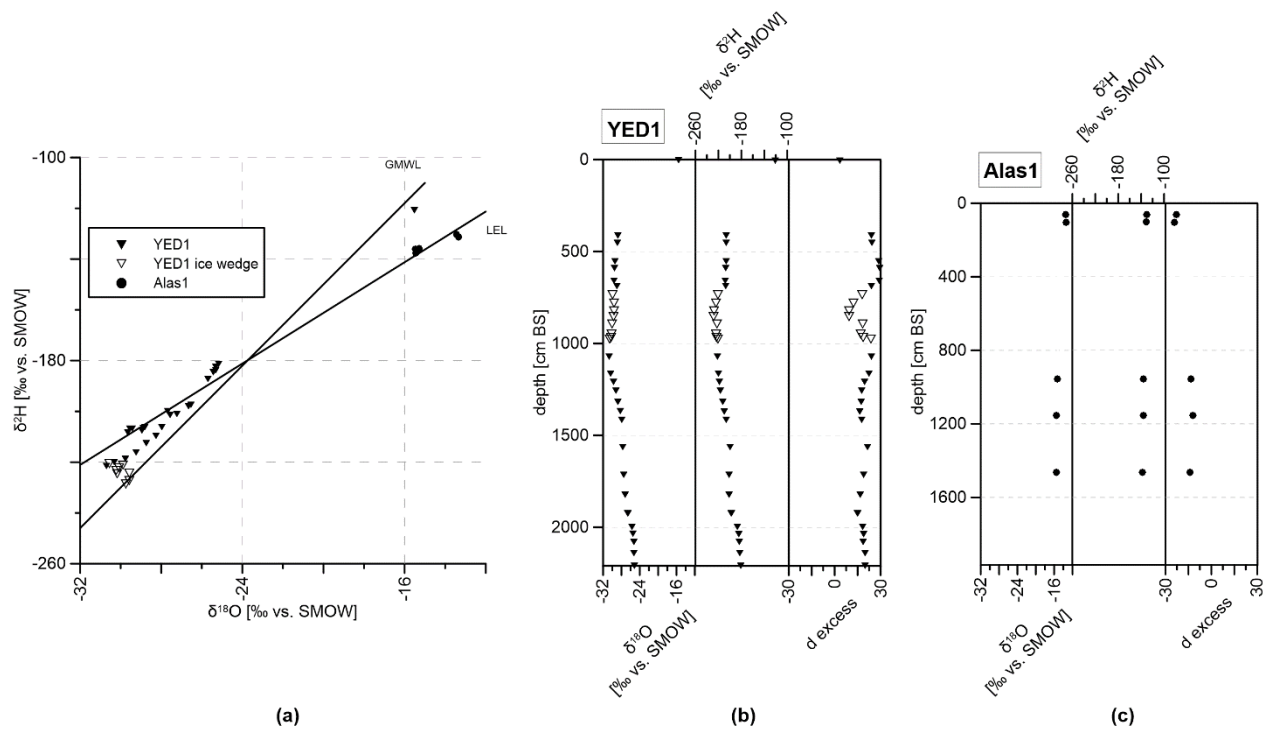 -100
-180
-260
δ²H [‰ vs. SMOW]
GMWL
LEL
YED1
YED1 ice wedge
Alas1
-32
-24
-16
δ¹⁸O [‰ vs. SMOW]
(a)
δ²H
[‰ vs. SMOW]
YED1
-260
-180
-100
0
500
1000
1500
2000
depth [cm BS]
-32
-24
-16
-30
0
30
δ¹⁸O
[‰ vs. SMOW]
d excess
(b)
δ²H
[‰ vs. SMOW]
Alas1
-260
-180
-100
0
400
800
1200
1600
depth [cm BS]
-32
-24
-16
-30
0
30
δ¹⁸O
[‰ vs. SMOW]
d excess
(c)